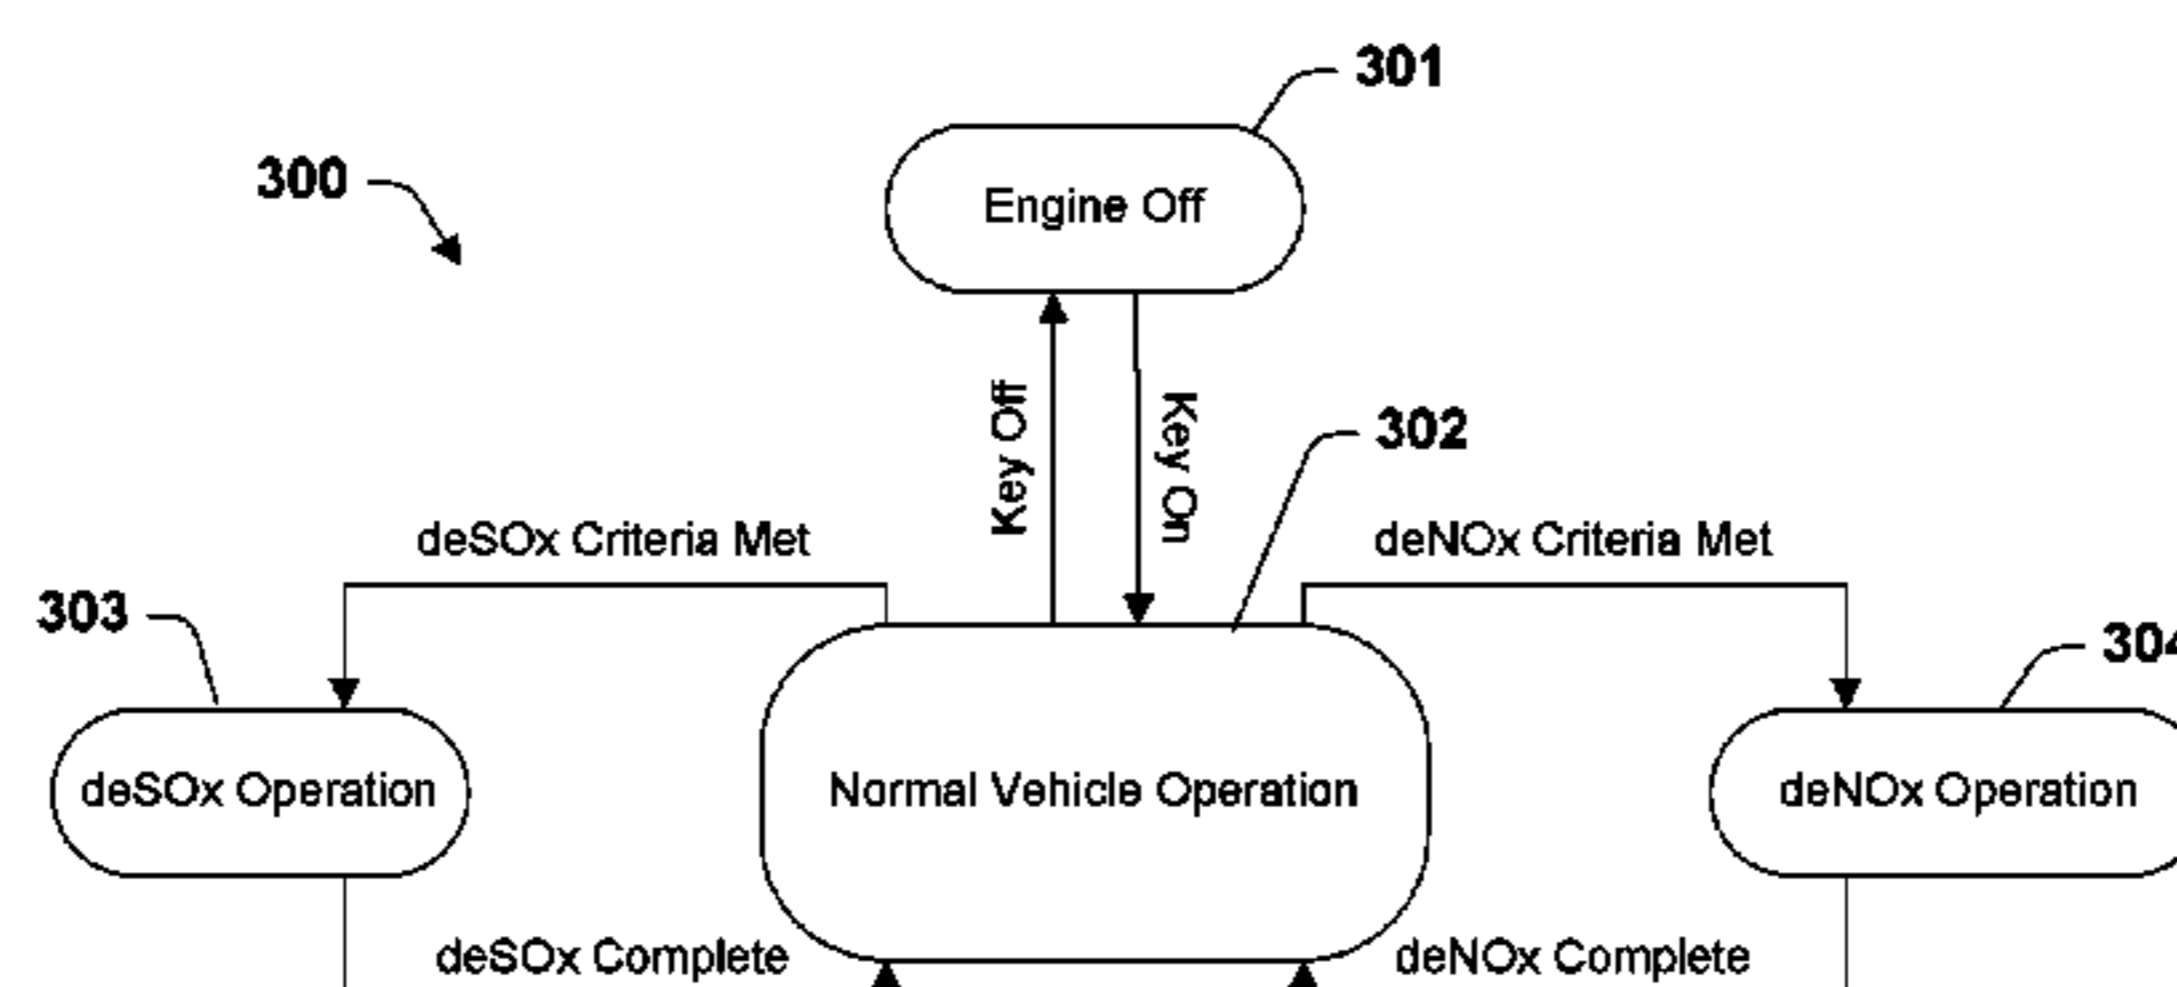 301
300
Engine Off
Key Off
Key On
302
deSOx Criteria Met
deNOx Criteria Met
303
304
deSOx Operation
Normal Vehicle Operation
deNOx Operation
deSOx Complete
deNOx Complete